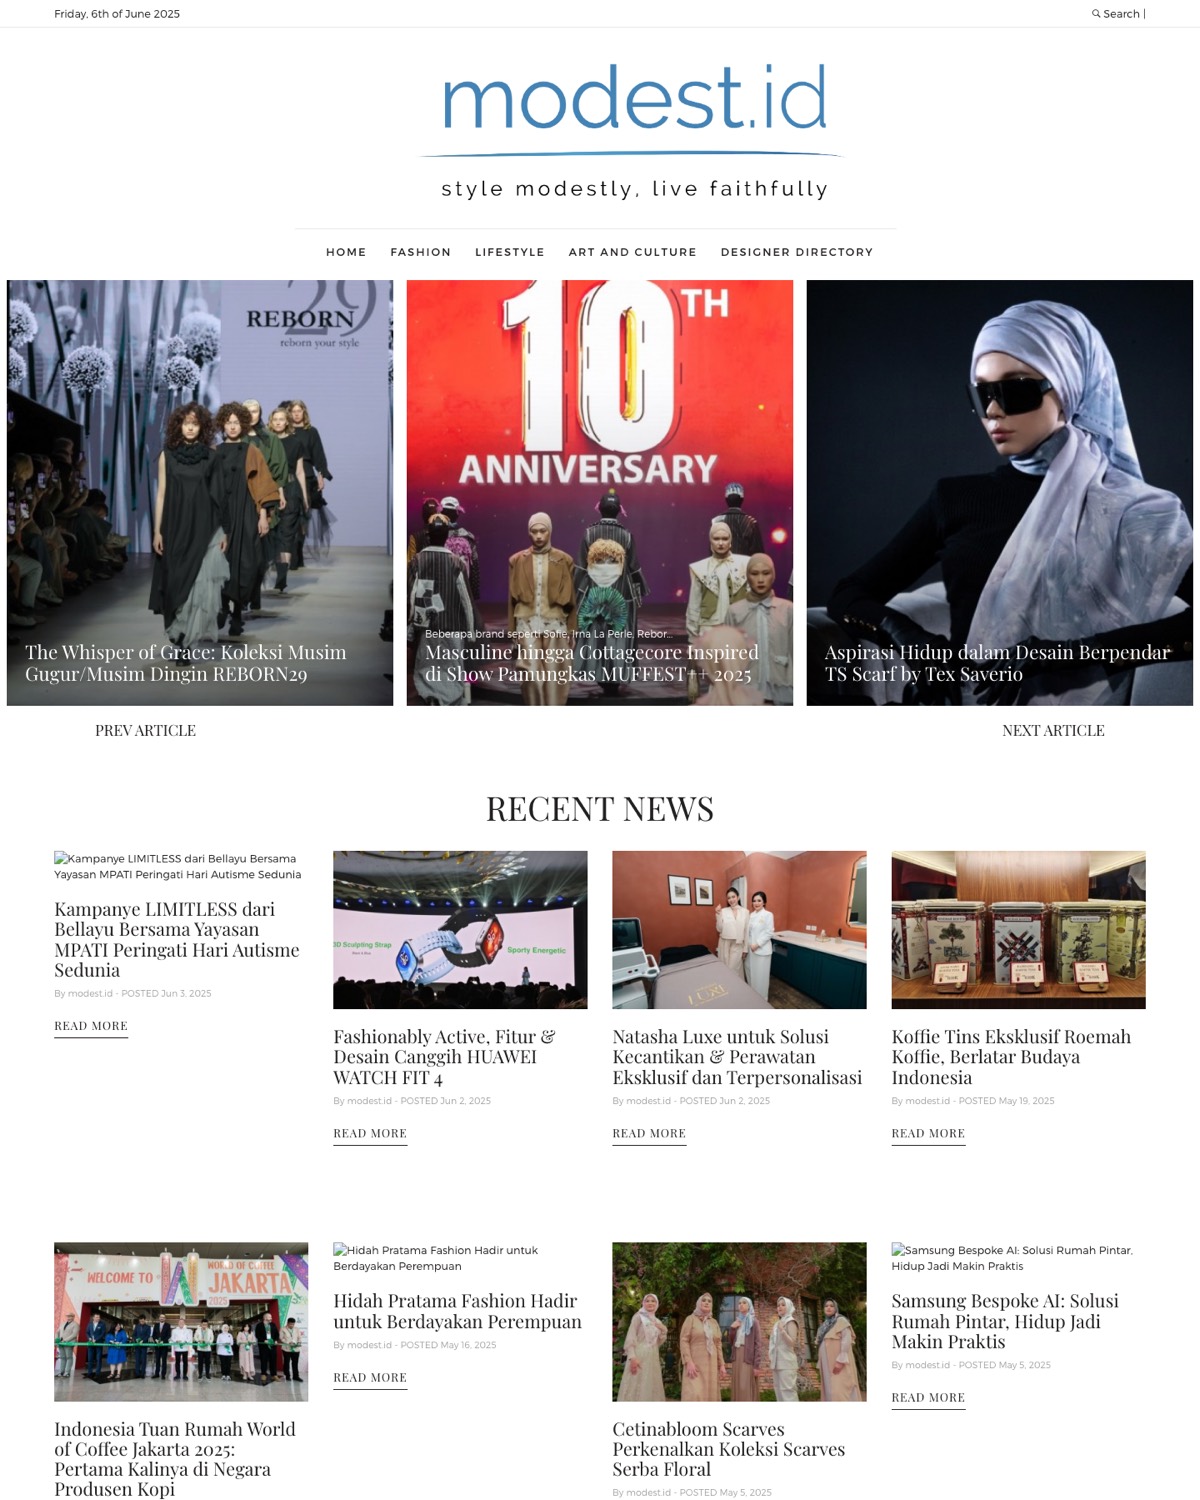 Friday, 6th of June 2025
Search |
modest.id
style modestly, live faithfully
HOME
FASHION
LIFESTYLE
ART AND CULTURE
DESIGNER DIRECTORY
29
REBORN
reborn your style
The Whisper of Grace: Koleksi Musim
Gugur/Musim Dingin REBORN29
10TH
ANNIVERSARY
Beberapa brand seperti Sofie, Irna La Perle, Rebor...
Masculine hingga Cottagecore Inspired
di Show Pamungkas MUFFEST++ 2025
Aspirasi Hidup dalam Desain Berpendar
TS Scarf by Tex Saverio
PREV ARTICLE
NEXT ARTICLE
RECENT NEWS
Kampanye LIMITLESS dari Bellayu Bersama
Yayasan MPATI Peringati Hari Autisme Sedunia
Kampanye LIMITLESS dari
Bellayu Bersama Yayasan
MPATI Peringati Hari Autisme
Sedunia
By modest.id - POSTED Jun 3, 2025
READ MORE
3D Sculpting Strap
Sporty Energetic
Fashionably Active, Fitur &
Desain Canggih HUAWEI
WATCH FIT 4
By modest.id - POSTED Jun 2, 2025
READ MORE
LUXE
Natasha Luxe untuk Solusi
Kecantikan & Perawatan
Eksklusif dan Terpersonalisasi
By modest.id - POSTED Jun 2, 2025
READ MORE
Koffie Tins Eksklusif Roemah
Koffie, Berlatar Budaya
Indonesia
By modest.id - POSTED May 19, 2025
READ MORE
WELCOME TO
WORLD OF COFFEE
JAKARTA
2025
Indonesia Tuan Rumah World
of Coffee Jakarta 2025:
Pertama Kalinya di Negara
Produsen Kopi
Hidah Pratama Fashion Hadir untuk
Berdayakan Perempuan
Hidah Pratama Fashion Hadir
untuk Berdayakan Perempuan
By modest.id - POSTED May 16, 2025
READ MORE
Cetinabloom Scarves
Perkenalkan Koleksi Scarves
Serba Floral
By modest.id - POSTED May 5, 2025
Samsung Bespoke AI: Solusi Rumah Pintar,
Hidup Jadi Makin Praktis
Samsung Bespoke AI: Solusi
Rumah Pintar, Hidup Jadi
Makin Praktis
By modest.id - POSTED May 5, 2025
READ MORE